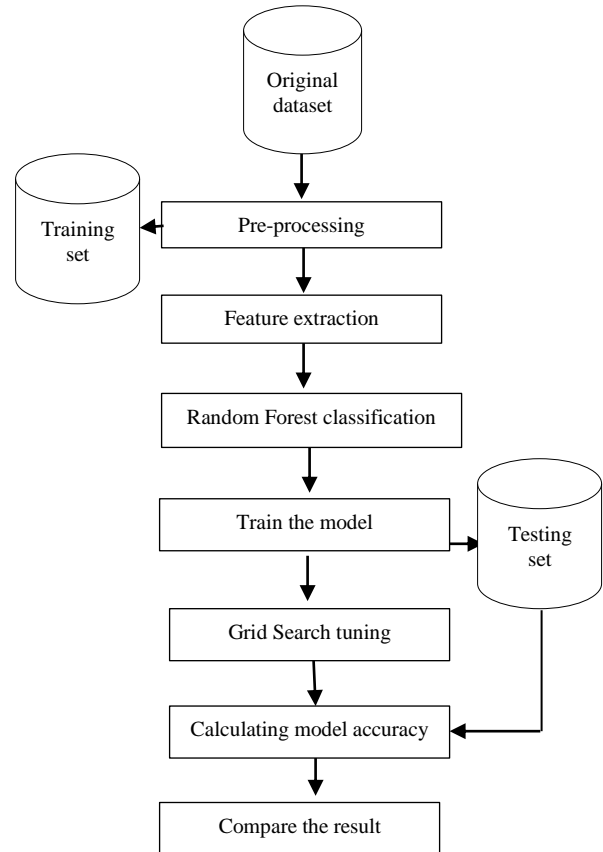 Original
dataset
Training
set
Pre-processing
Feature extraction
Random Forest classification
Train the model
Testing
set
Grid Search tuning
Calculating model accuracy
Compare the result